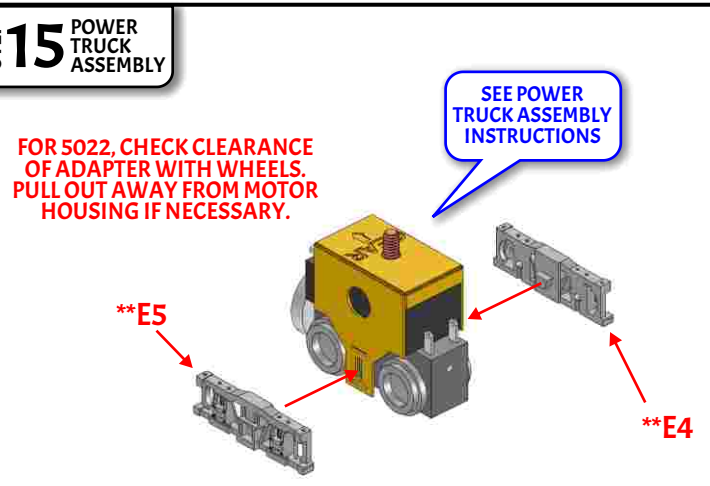 15 POWER
TRUCK
ASSEMBLY
SEE POWER
TRUCK ASSEMBLY
INSTRUCTIONS
FOR 5022, CHECK CLEARANCE
OF ADAPTER WITH WHEELS.
PULL OUT AWAY FROM MOTOR
HOUSING IF NECESSARY.
**E5
**E4